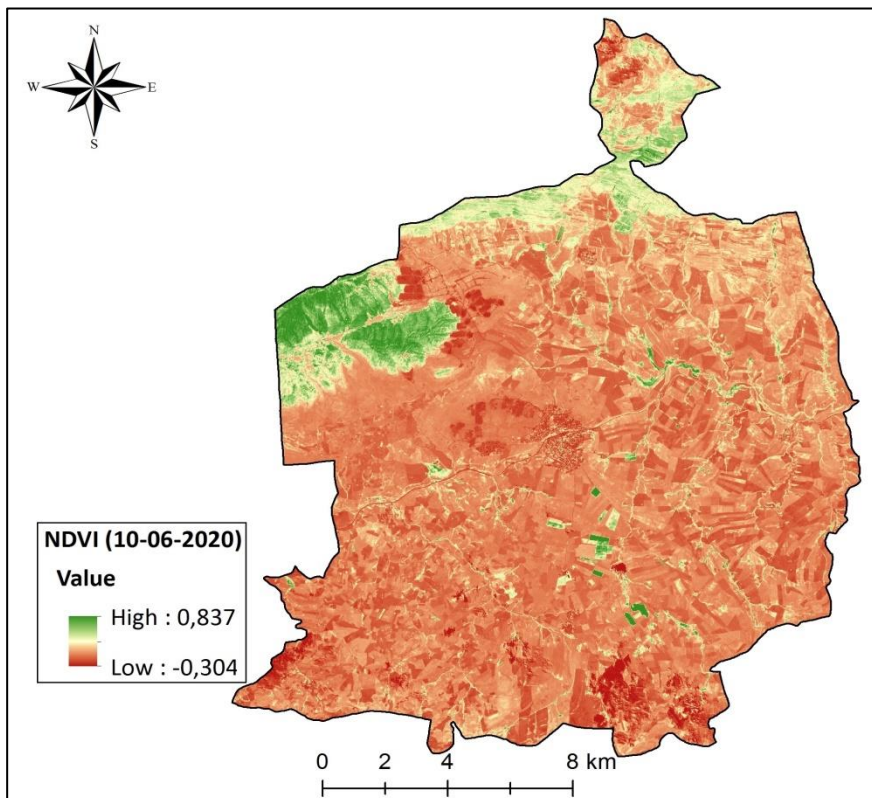 N
W E
S
NDVI (10-06-2020)
Value
High : 0,837
Low : -0,304
0 2 4 8 km